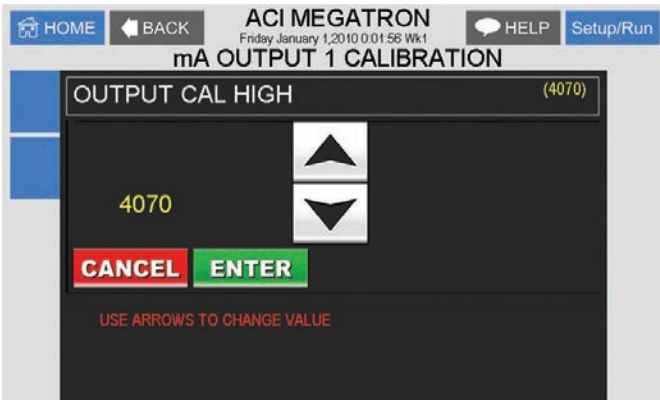 HOME BACK ACI MEGATRON HELP Setup/Run
Friday January 1,2010 0:01:56 Wk1
mA OUTPUT 1 CALIBRATION
OUTPUT CAL HIGH (4070)
4070
CANCEL ENTER
USE ARROWS TO CHANGE VALUE